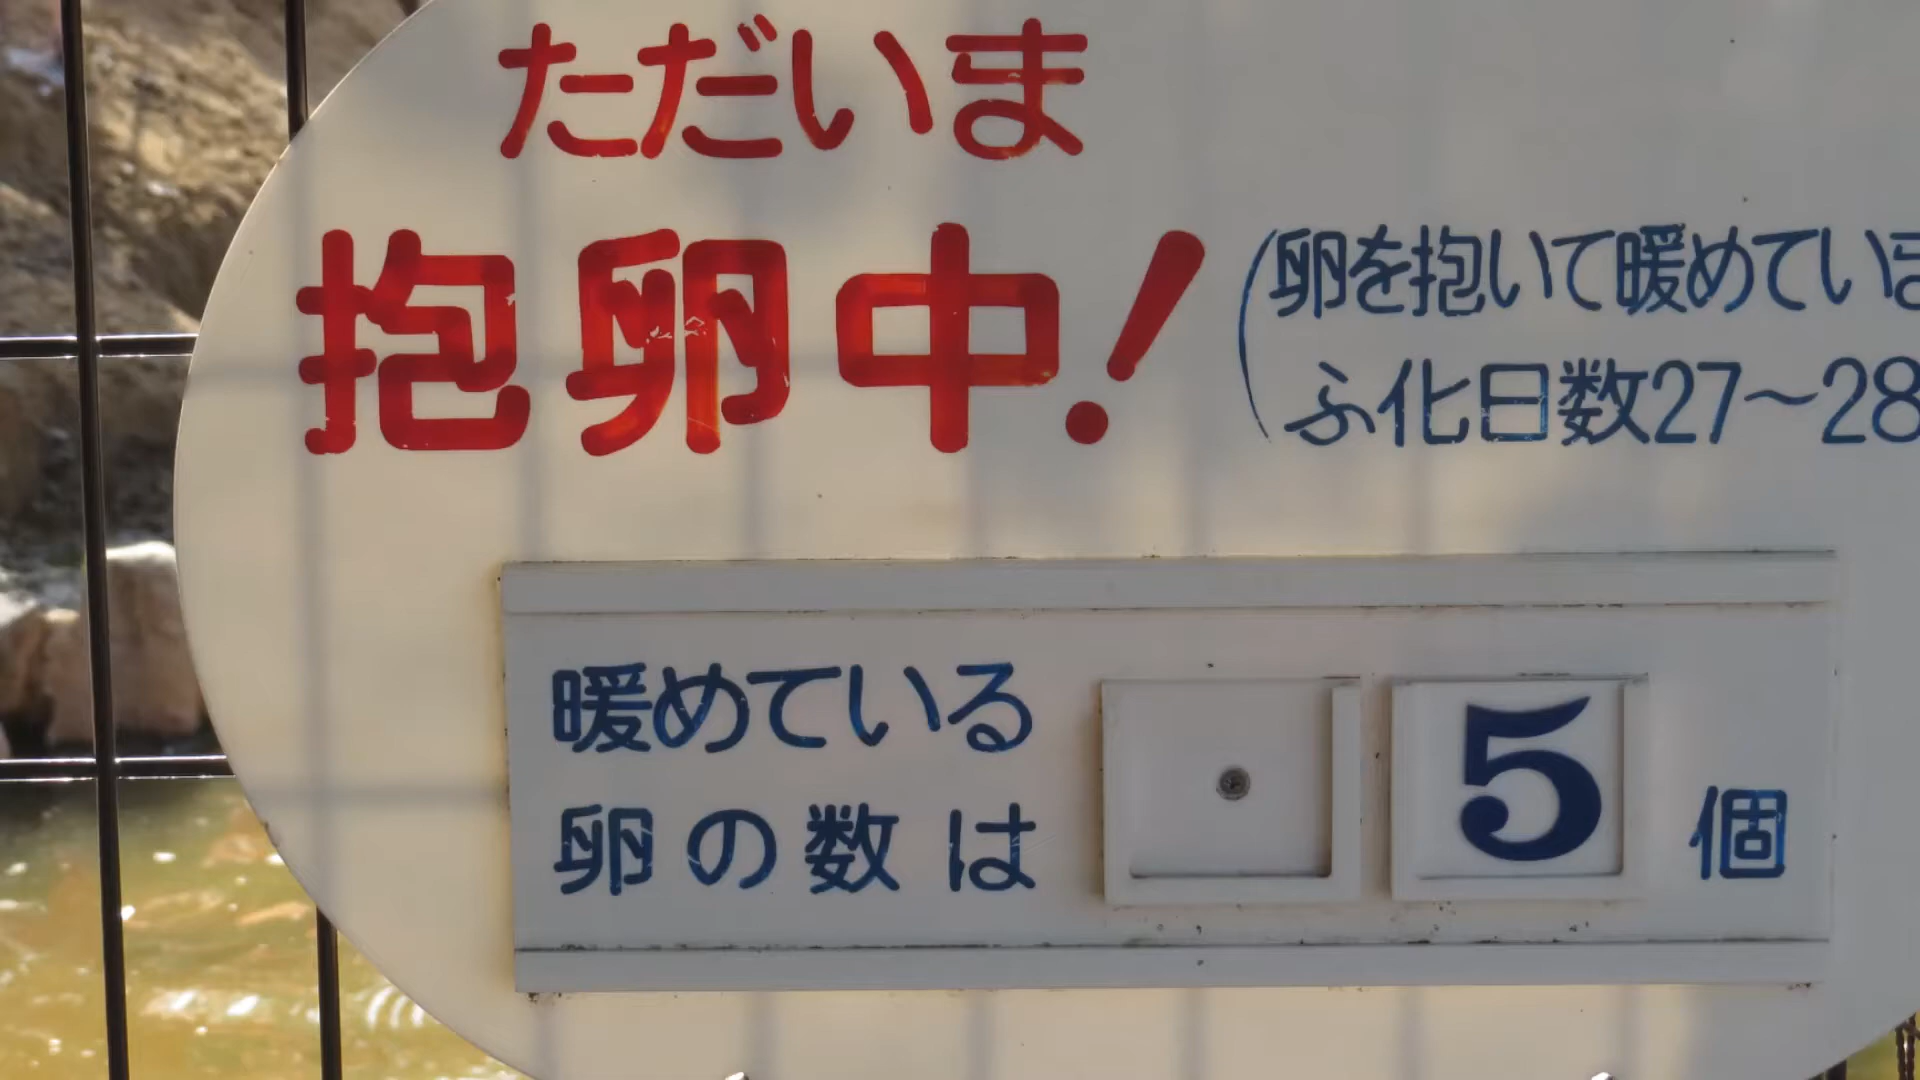 ただいま
抱卵中!
(卵を抱いて暖めていま
ふ化日数27〜28
暖めている
卵の数は 5個